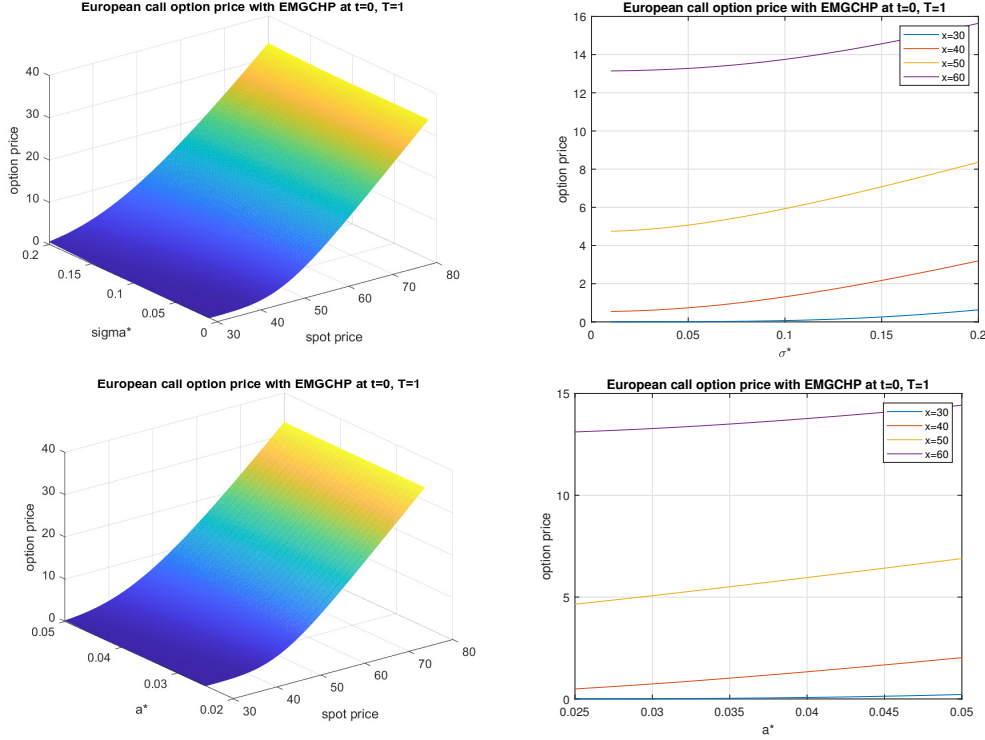 European call option price with EMGCHP at t=0, T=1
40
30
20
10
0
option price
0.2
0.15
0.1
0.05
0
sigma*
30
40
50
60
70
80
spot price
European call option price with EMGCHP at t=0, T=1
16
14
12
10
8
6
4
2
0
option price
x=30
x=40
x=50
x=60
0
0.05
0.1
0.15
0.2
σ*
European call option price with EMGCHP at t=0, T=1
40
30
20
10
0
option price
0.05
0.04
0.03
0.02
a*
30
40
50
60
70
80
spot price
European call option price with EMGCHP at t=0, T=1
15
10
5
0
option price
x=30
x=40
x=50
x=60
0.025
0.03
0.035
0.04
0.045
0.05
a*